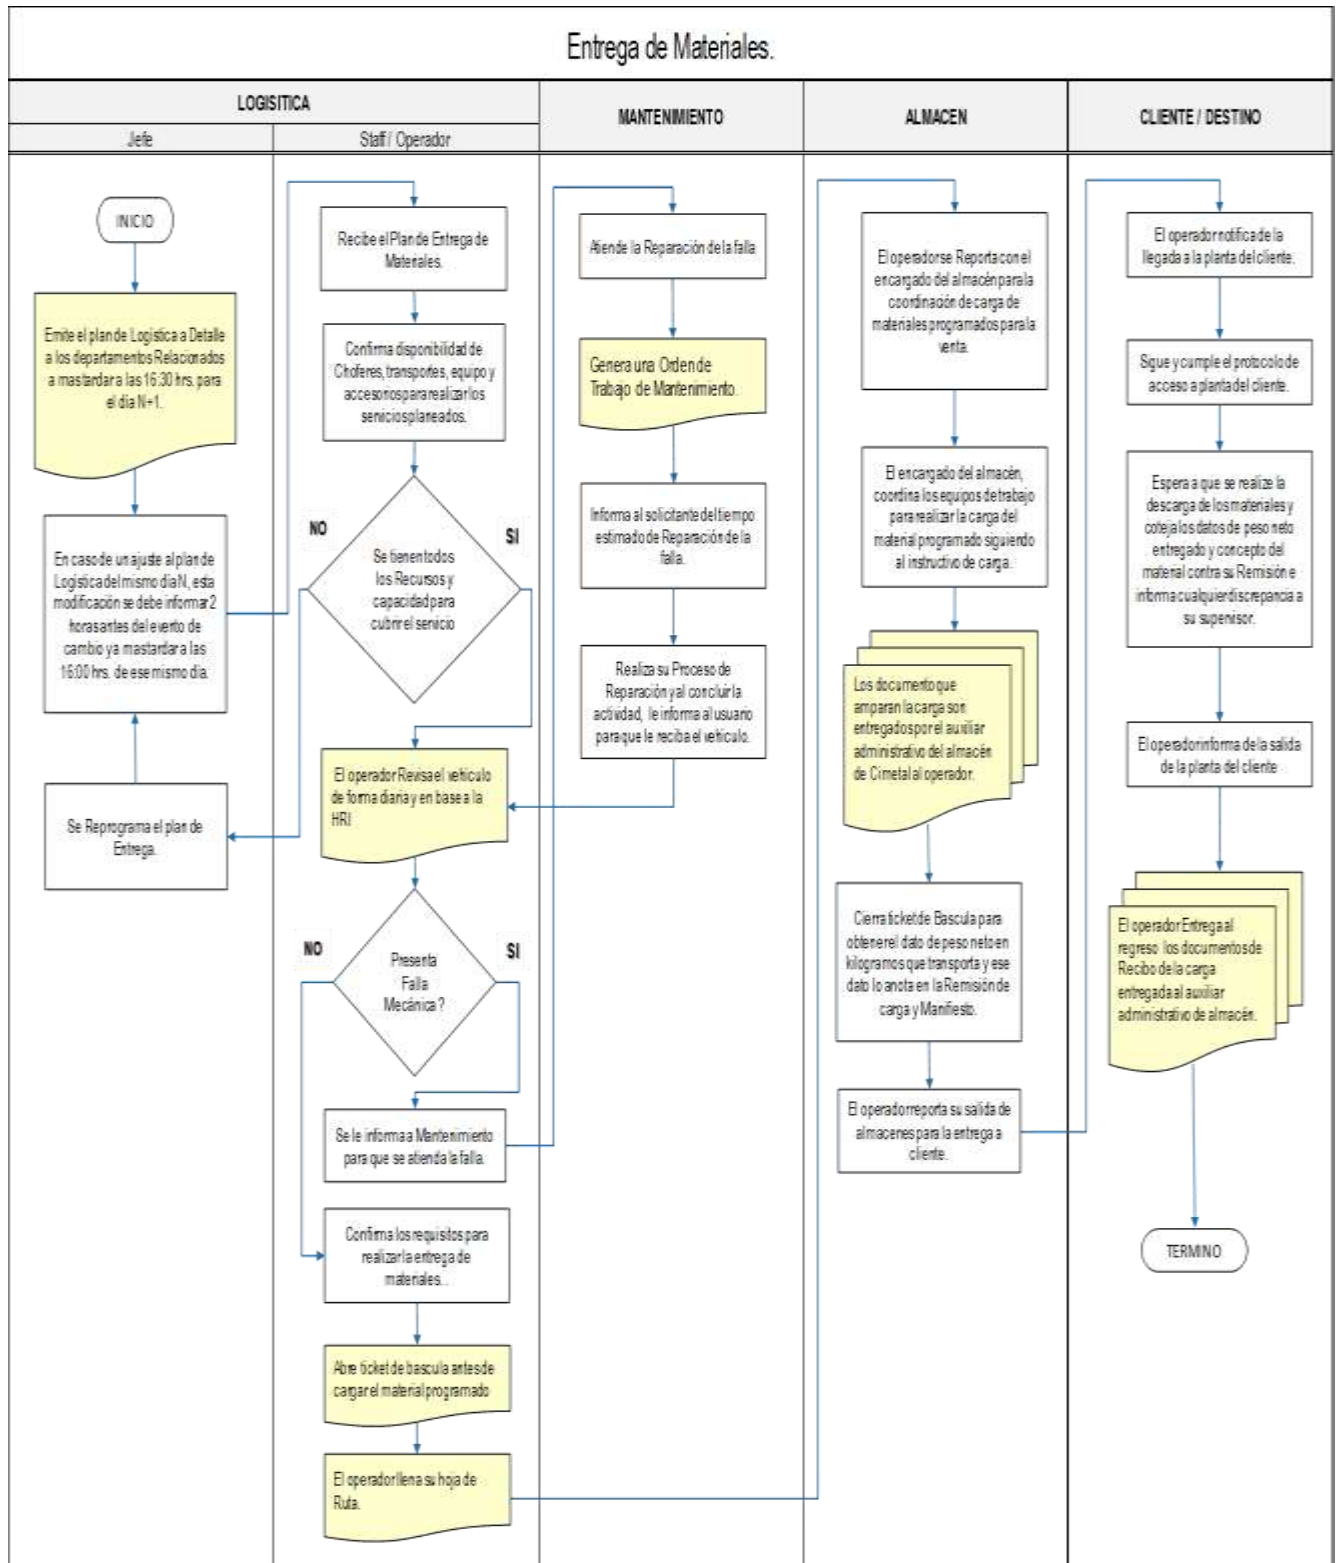 Entrega de Materiales.
LOGISITICA
MANTENIMIENTO
ALMACEN
CLIENTE / DESTINO
Jefe
Staff / Operador
INICIO
Emite el plan de Logistica a Detalle
a los departamentos Relacionados
a mas tardar a las 16:30 hrs. para
el día N+1.
En caso de un ajuste al plan de
Logística del mismo día N, esta
modificación se debe informar 2
horas antes del evento de
cambio y a mas tardar a las
16:00 hrs. de ese mismo día.
Se Reprograma el plan de
Entrega.
Recibe el Plan de Entrega de
Materiales.
Confirma disponibilidad de
Choferes, transportes, equipo y
accesorios para realizar los
servicios planeados.
NO
SI
Se tienen todos
los Recursos y
capacidad para
cubrir el servicio
El operador Revisa el vehículo
de forma diaria y en base a la
HRI
NO
SI
Presenta
Falla
Mecánica ?
Se le informa a Mantenimiento
para que se atienda la falla.
Confirma los requisitos para
realizar la entrega de
materiales...
Abre ticket de bascula antes de
cargar el material programado
El operador llena su hoja de
Ruta.
Atiende la Reparación de la falla
Genera una Orden de
Trabajo de Mantenimiento.
Informa al solicitante del tiempo
estimado de Reparación de la
falla.
Realiza su Proceso de
Reparación y al concluir la
actividad, le informa al usuario
para que le reciba el vehículo.
El operador se Reporta con el
encargado del almacén para la
coordinación de carga de
materiales programados para la
venta.
El encargado del almacén,
coordina los equipos de trabajo
para realizar la carga del
material programado siguiendo
al instructivo de carga.
Los documento que
amparan la carga son
entregados por el auxiliar
administrativo del almacén
de Cimetal al operador.
Cierra ticket de Bascula para
obtener el dato de peso neto en
kilogramos que transporta y ese
dato lo anota en la Remisión de
carga y Manifiesto.
El operador reporta su salida de
almacenes para la entrega a
cliente.
El operador notifica de la
llegada a la planta del cliente.
Sigue y cumple el protocolo de
acceso a planta del cliente.
Espera a que se realize la
descarga de los materiales y
coteja los datos de peso neto
entregado y concepto del
material contra su Remisión e
informa cualquier discrepancia a
su supervisor.
El operador informa de la salida
de la planta del cliente
El operador Entrega al
regreso los documentos de
Recibo de la carga
entregada al auxiliar
administrativo de almacén.
TERMINO